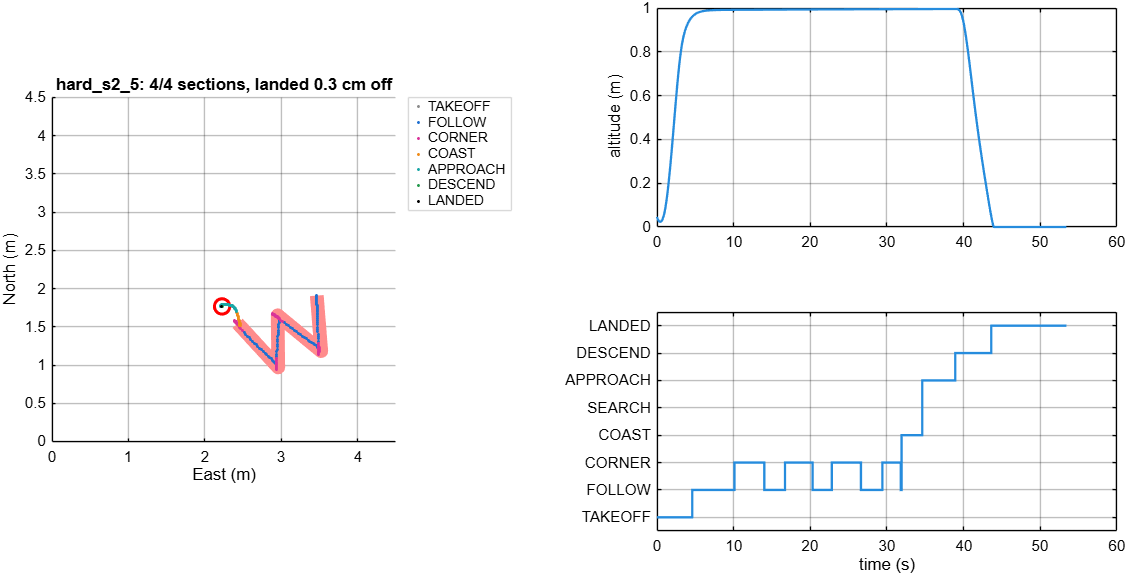 hard_s2_5: 4/4 sections, landed 0.3 cm off
4.5
4
3.5
3
2.5
2
1.5
1
0.5
0
North (m)
0
1
2
3
4
East (m)
TAKEOFF
FOLLOW
CORNER
COAST
APPROACH
DESCEND
LANDED
1
0.8
0.6
0.4
0.2
0
altitude (m)
0
10
20
30
40
50
60
LANDED
DESCEND
APPROACH
SEARCH
COAST
CORNER
FOLLOW
TAKEOFF
0
10
20
30
40
50
60
time (s)